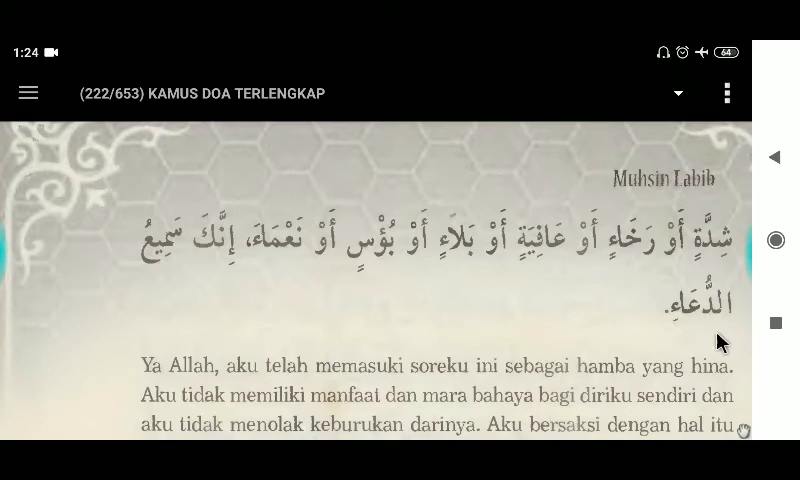 1:24
64
(222/653) KAMUS DOA TERLENGKAP
Muhsin Labib
شِدَّةٍ أَوْ رَخَاءٍ أَوْ عَافِيَةٍ أَوْ بَلاَءٍ أَوْ بُؤْسٍ أَوْ نَعْمَاءَ، إِنَّكَ سَمِيعُ
الدُّعَاءِ.
Ya Allah, aku telah memasuki soreku ini sebagai hamba yang hina.
Aku tidak memiliki manfaat dan mara bahaya bagi diriku sendiri dan
aku tidak menolak keburukan darinya. Aku bersaksi dengan hal itu